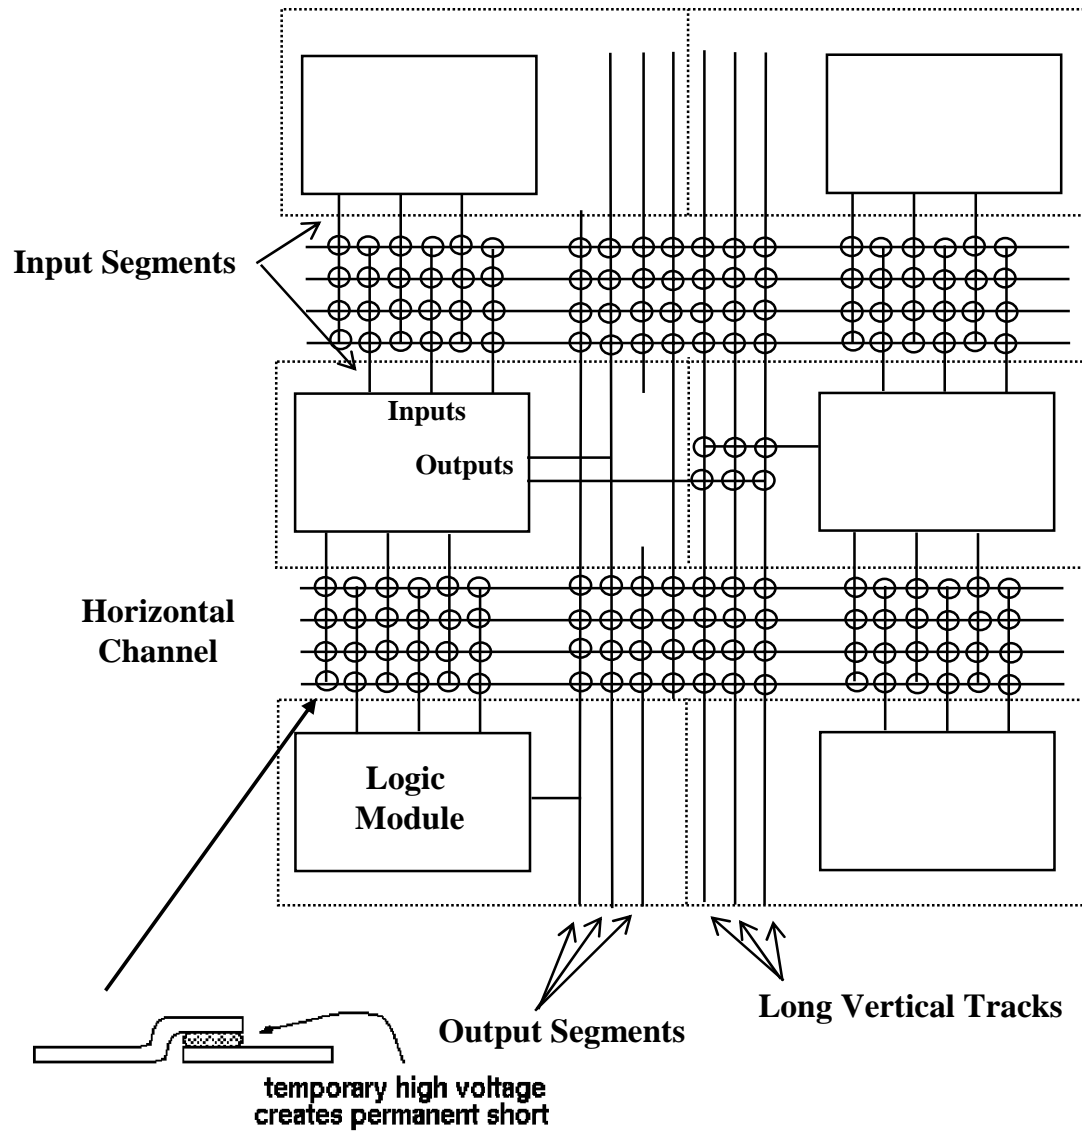 Input Segments
Inputs
Outputs
Horizontal
Channel
Logic
Module
Long Vertical Tracks
Output Segments
temporary high voltage
creates permanent short